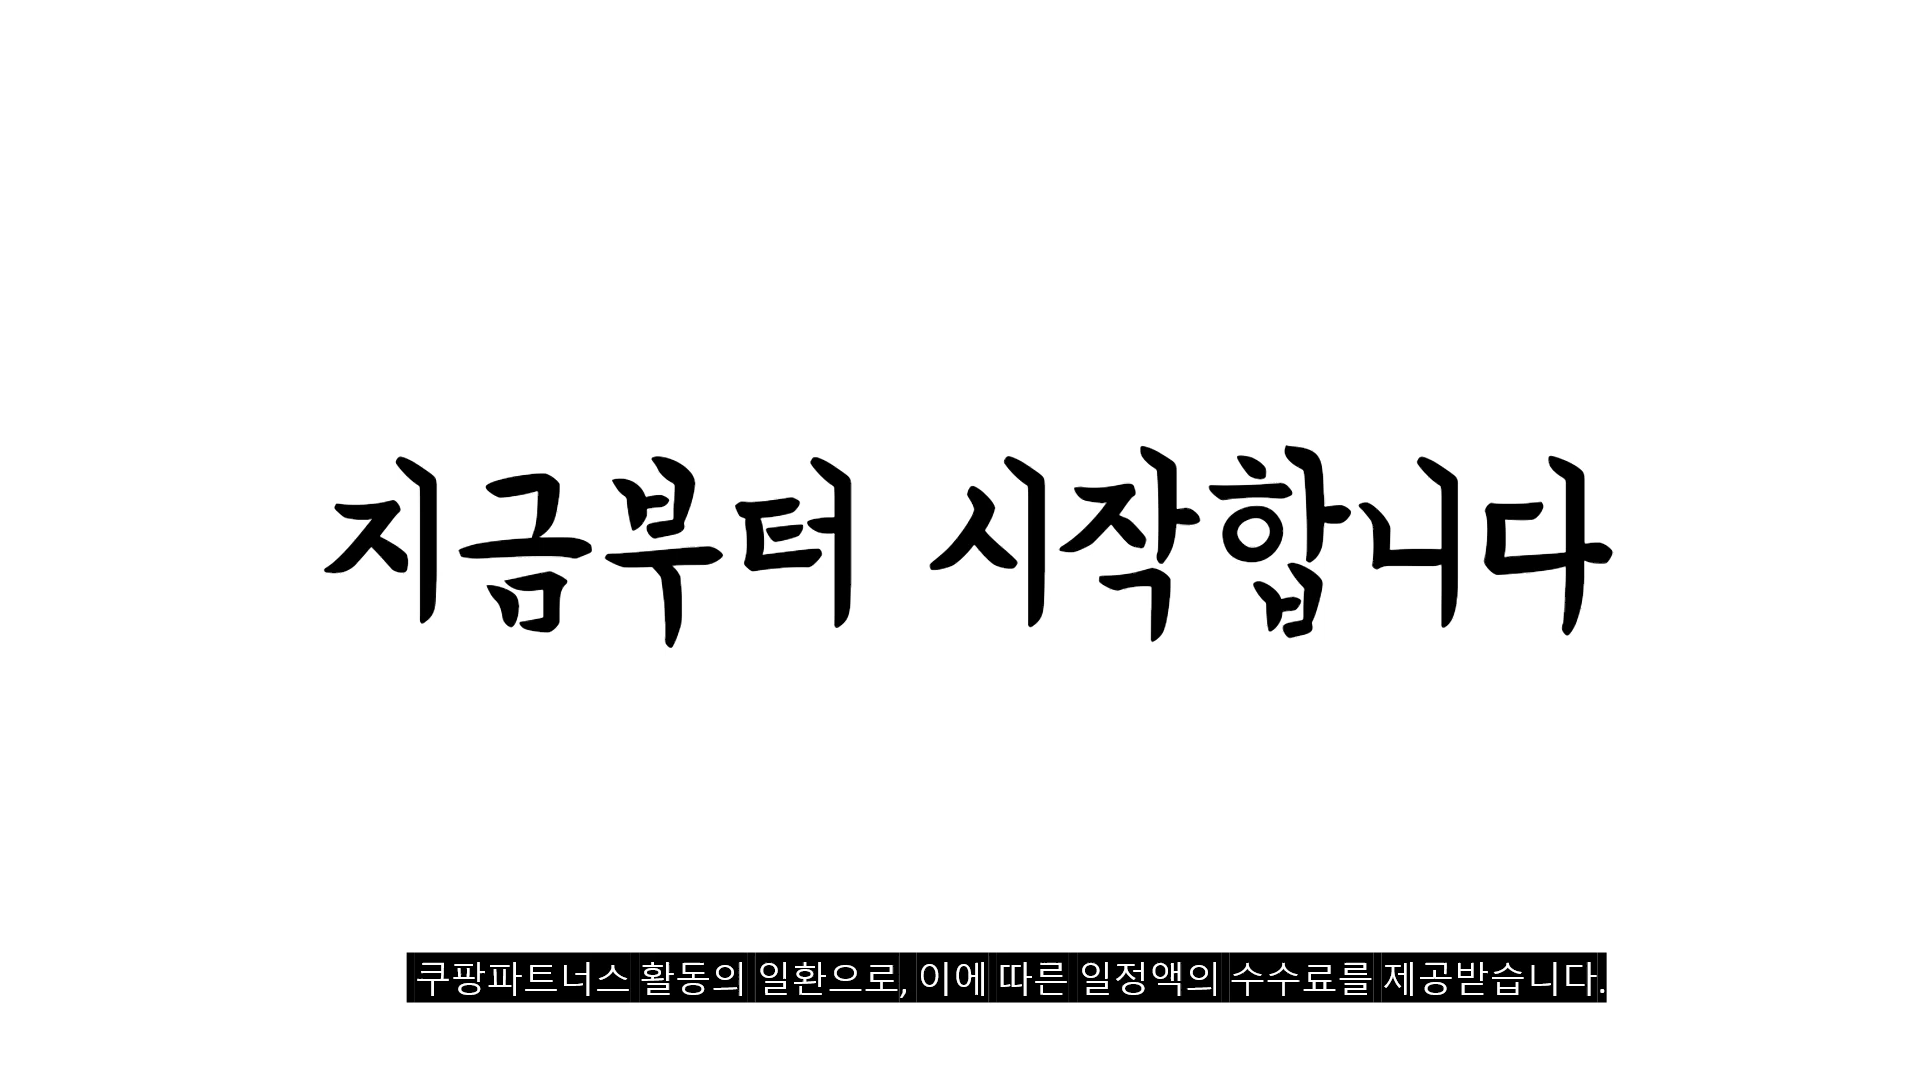 지금부터 시작합니다
쿠팡파트너스 활동의 일환으로, 이에 따른 일정액의 수수료를 제공받습니다.